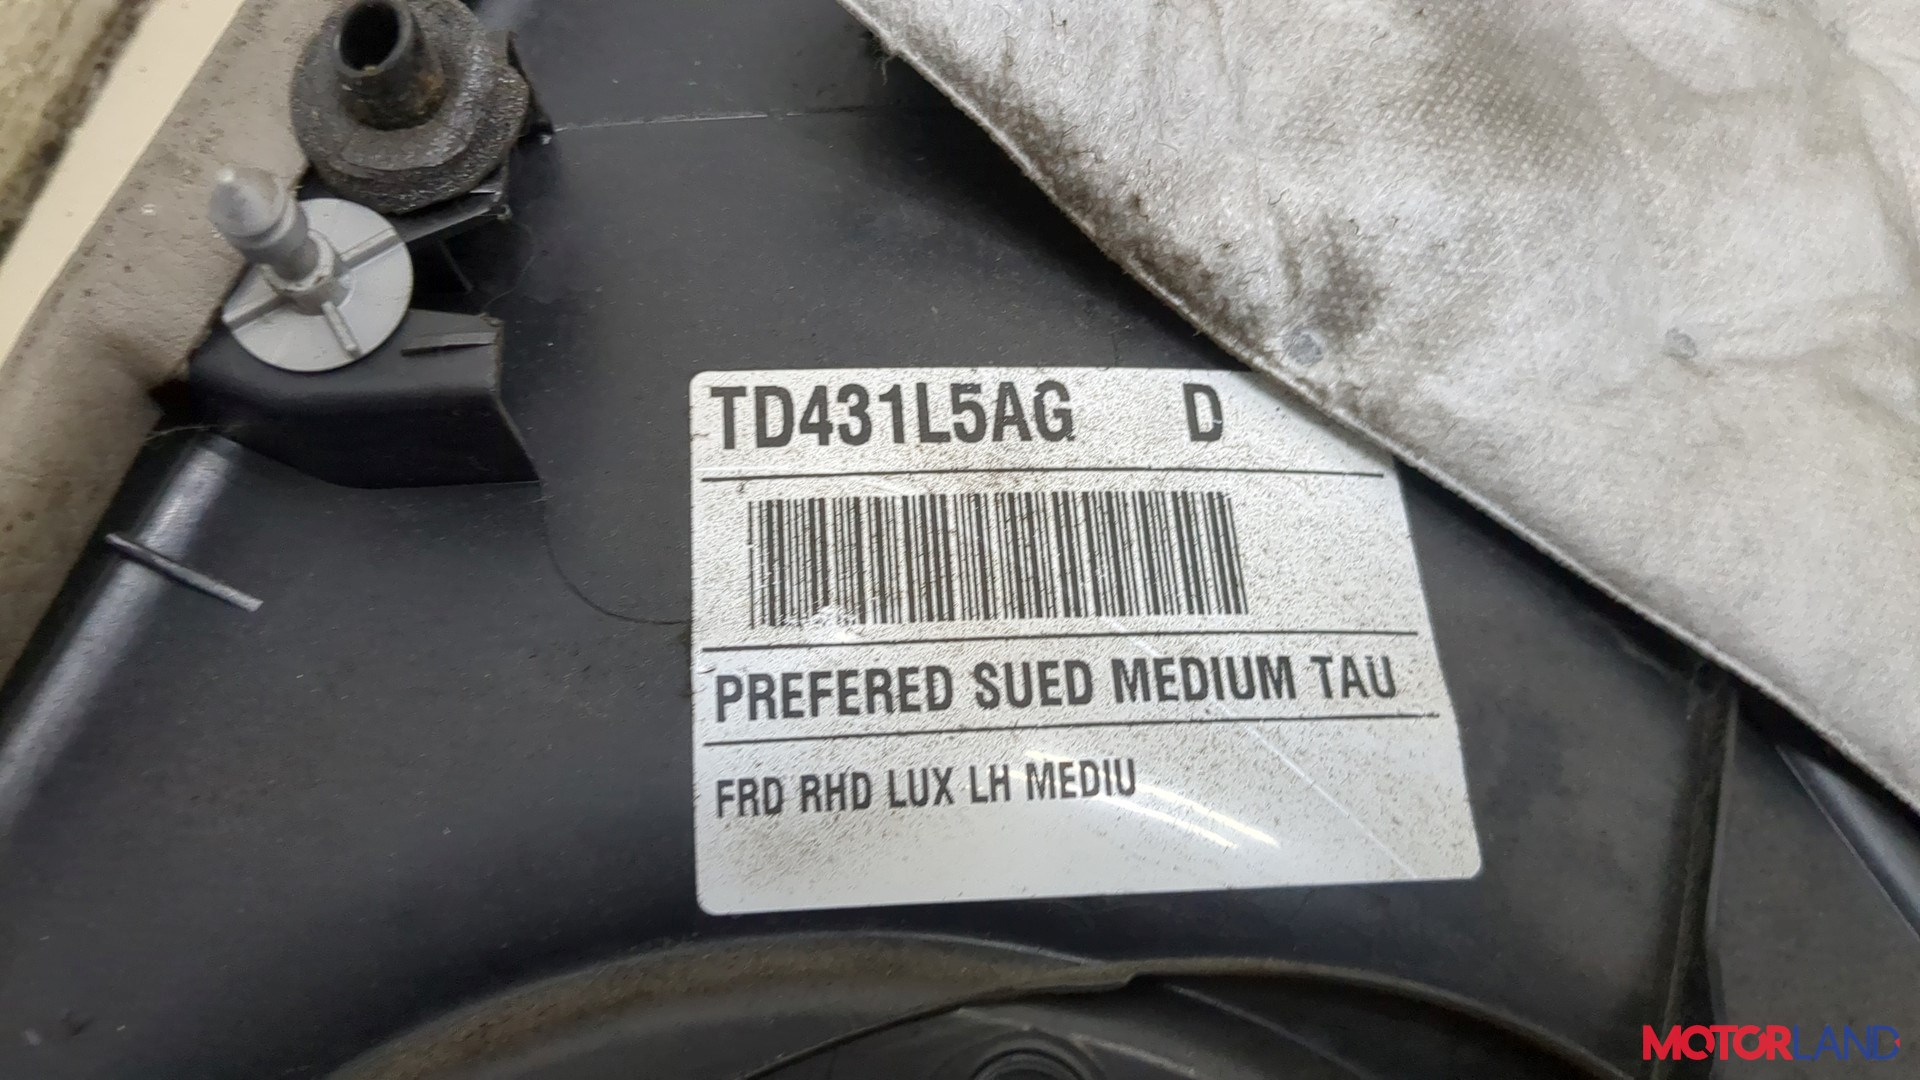 TD431L5AG D
PREFERED SUED MEDIUM TAU
FRD RHD LUX LH MEDIU
MOTORLAND